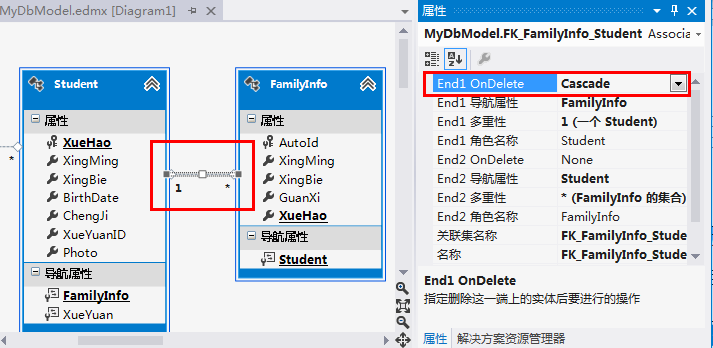 MyDbModel.edmx [Diagram1]
Student
属性
XueHao
XingMing
XingBie
BirthDate
ChengJi
XueYuanID
Photo
导航属性
FamilyInfo
XueYuan
*
1 *
FamilyInfo
属性
AutoId
XingMing
XingBie
GuanXi
XueHao
导航属性
Student
属性
MyDbModel.FK_FamilyInfo_Student Associa
End1 OnDelete Cascade
End1 导航属性 FamilyInfo
End1 多重性 1 (一个 Student)
End1 角色名称 Student
End2 OnDelete None
End2 导航属性 Student
End2 多重性 * (FamilyInfo 的集合)
End2 角色名称 FamilyInfo
关联集名称 FK_FamilyInfo_Stude
名称 FK_FamilyInfo_Stude
End1 OnDelete
指定删除这一端上的实体后要进行的操作
属性 解决方案资源管理器